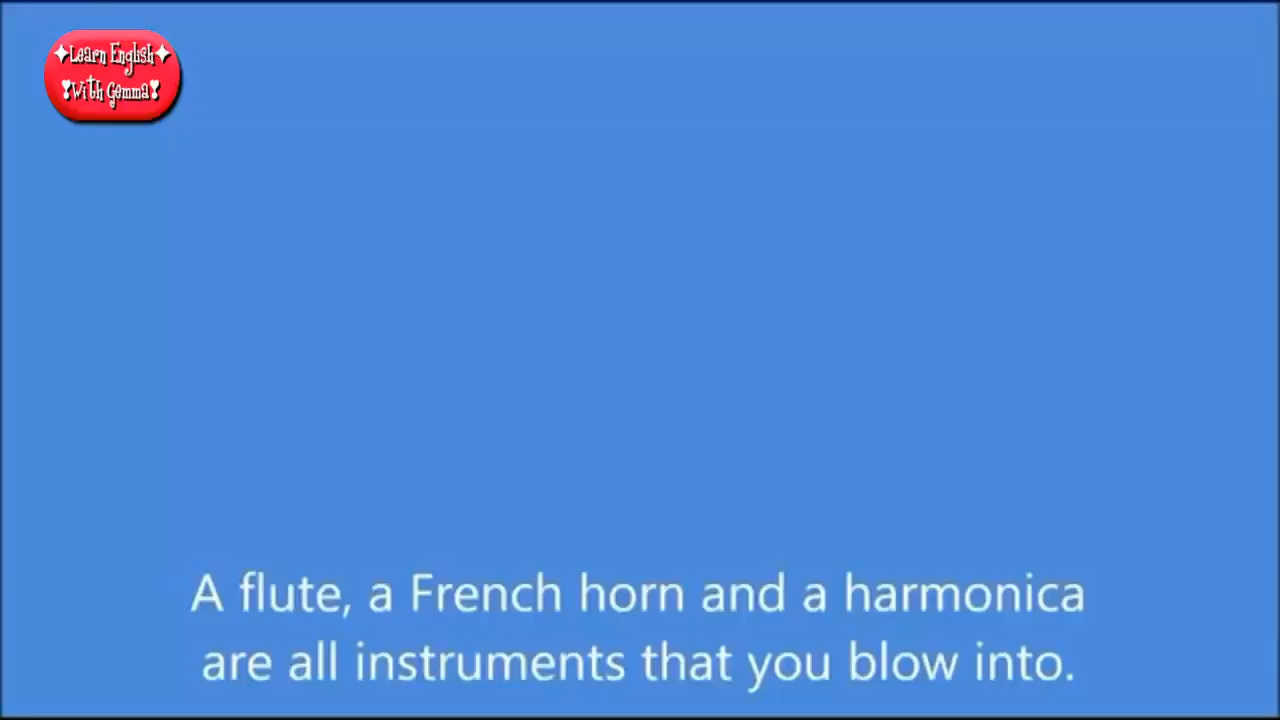 ✦Learn English✦
❣With Gemma❣
A flute, a French horn and a harmonica
are all instruments that you blow into.